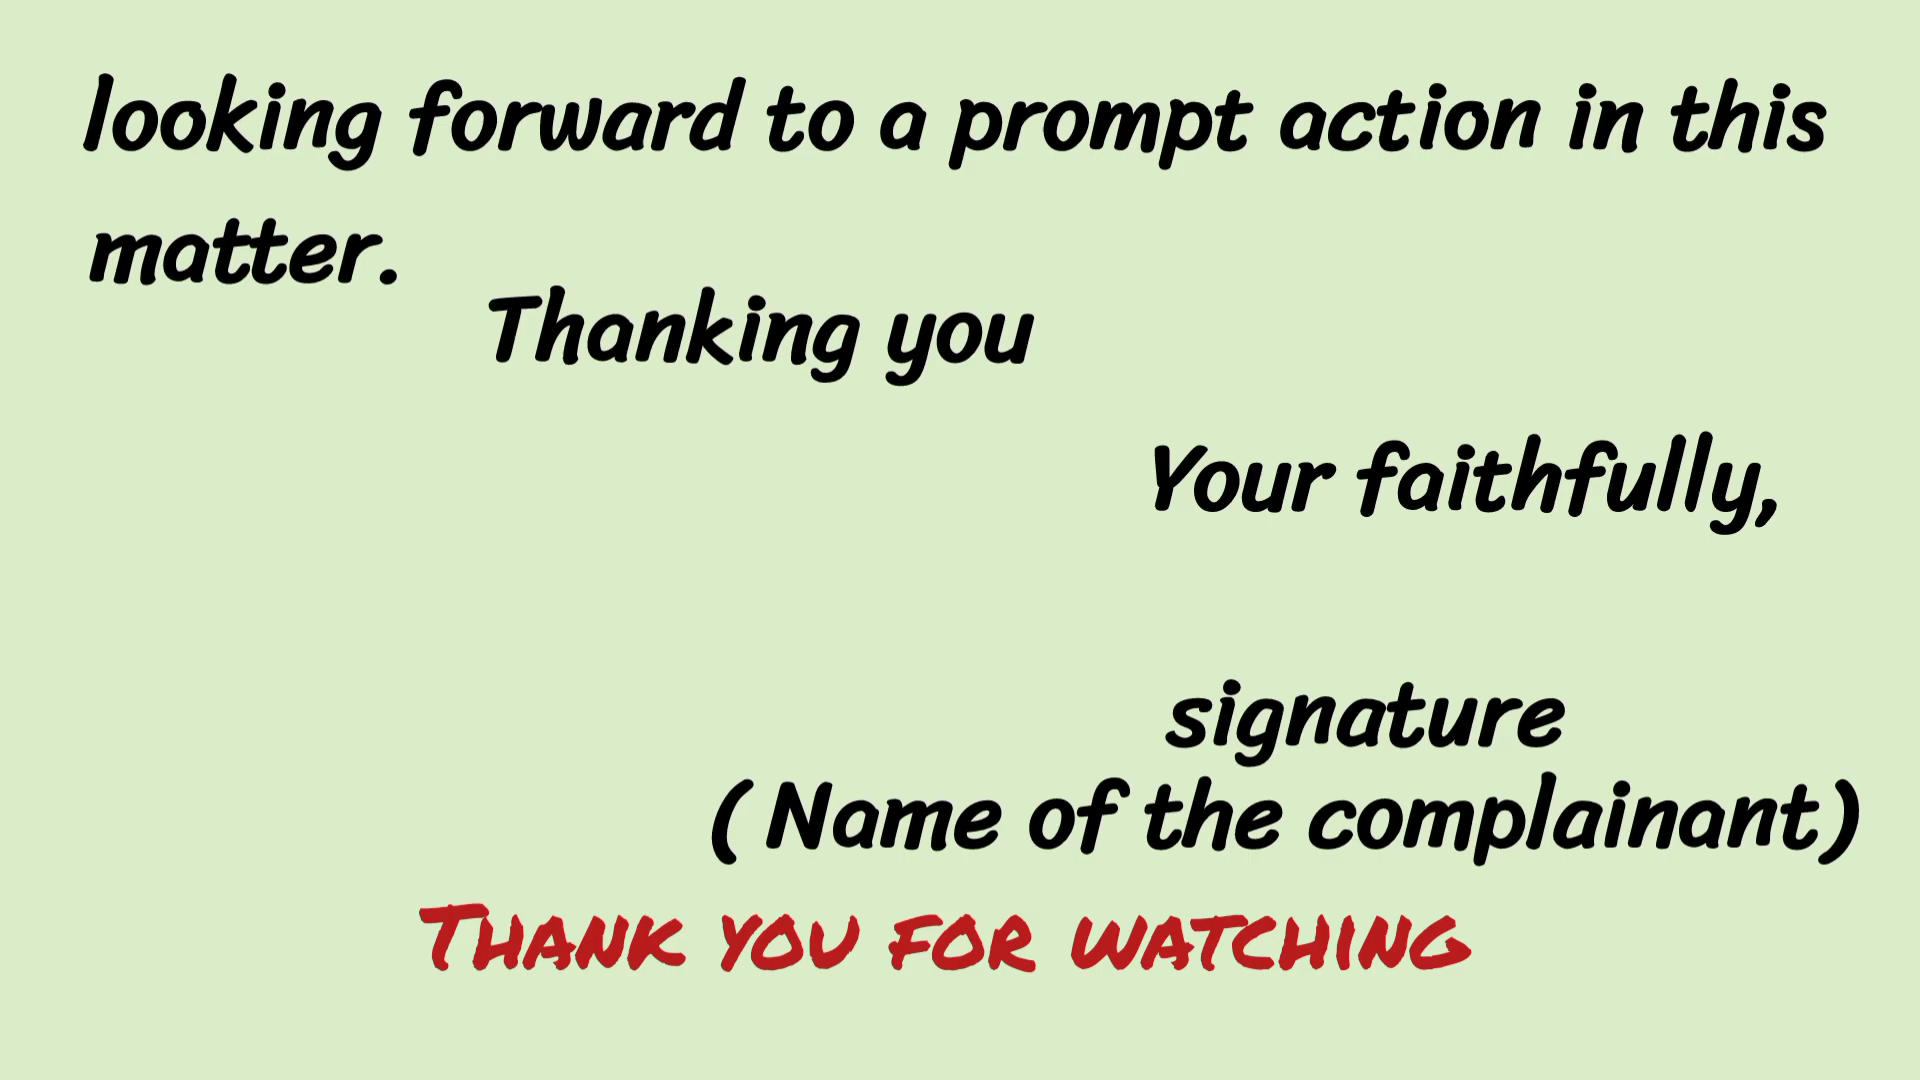 looking forward to a prompt action in this
matter.
Thanking you
Your faithfully,
signature
( Name of the complainant)
THANK YOU FOR WATCHING